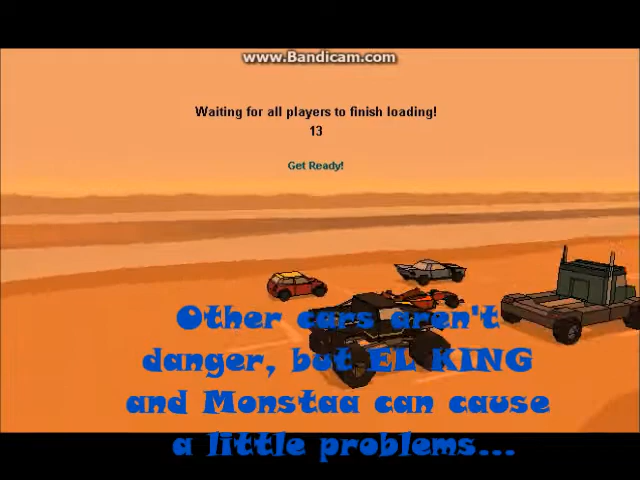 www.Bandicam.com
Waiting for all players to finish loading!
13
Get Ready!
Other cars aren't
danger, but EL KING
and Monstaa can cause
a little problems...